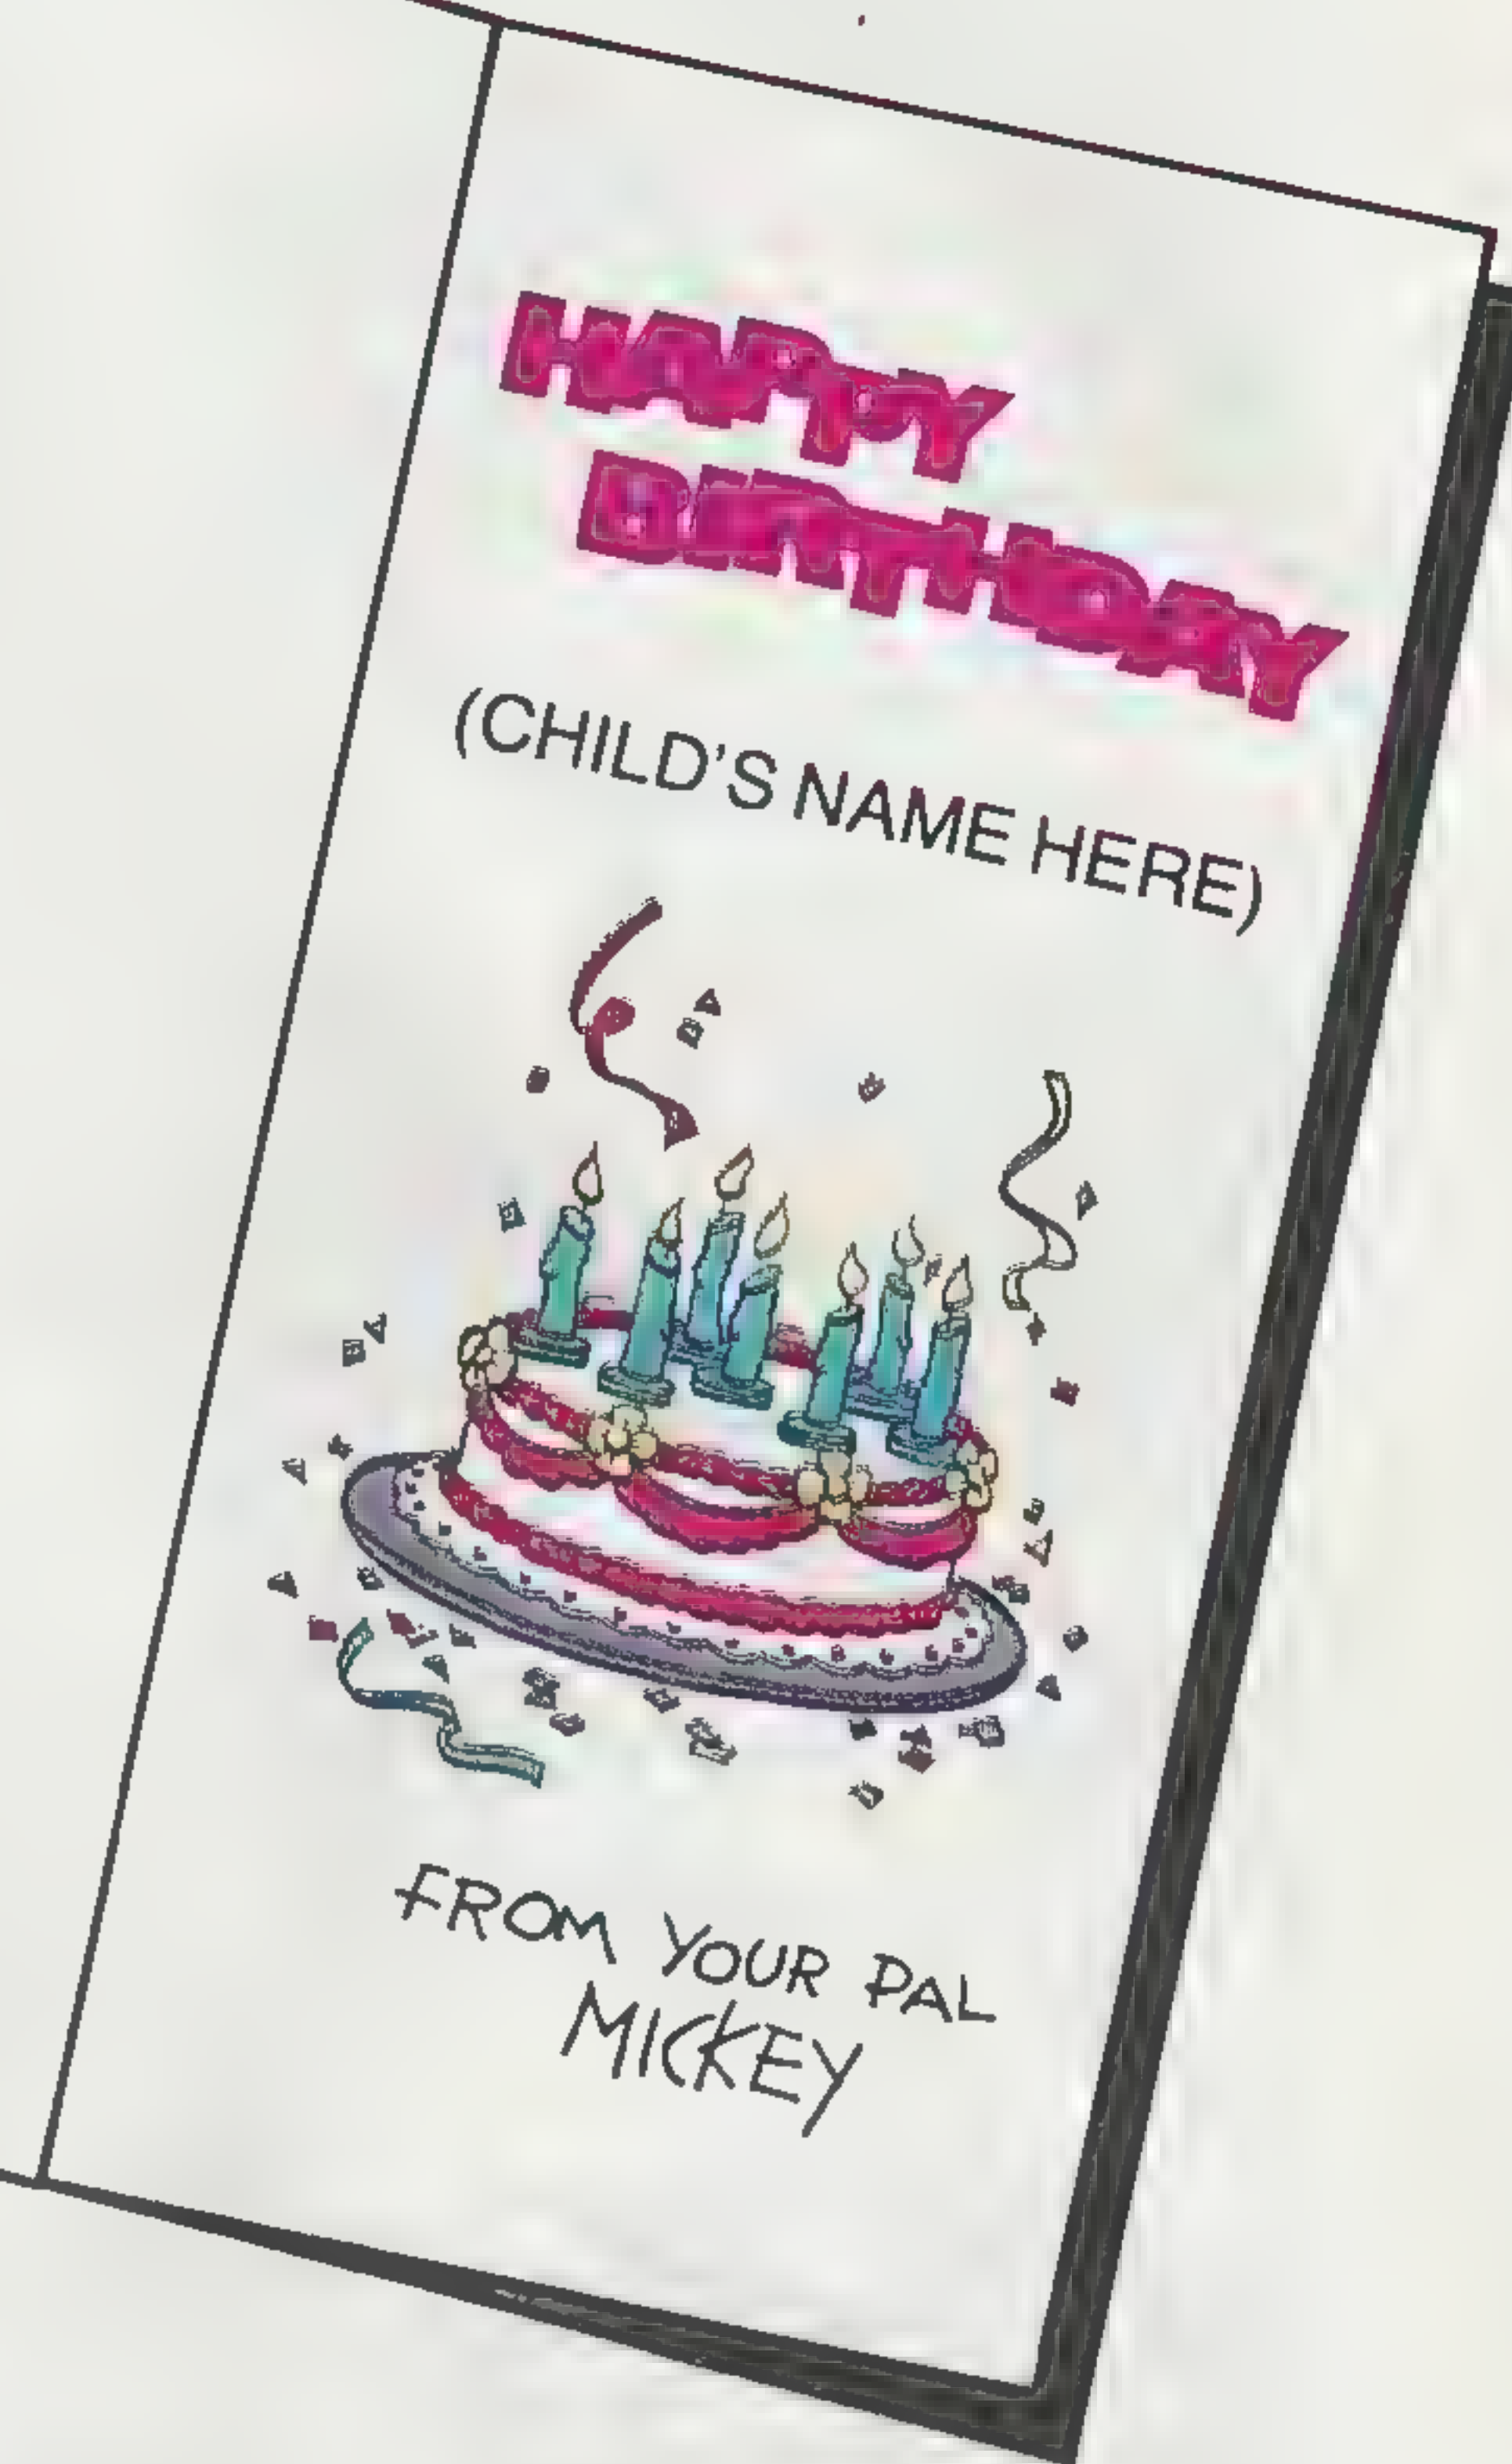 HAPPY
BIRTHDAY
(CHILD'S NAME HERE)
FROM YOUR PAL
MICKEY